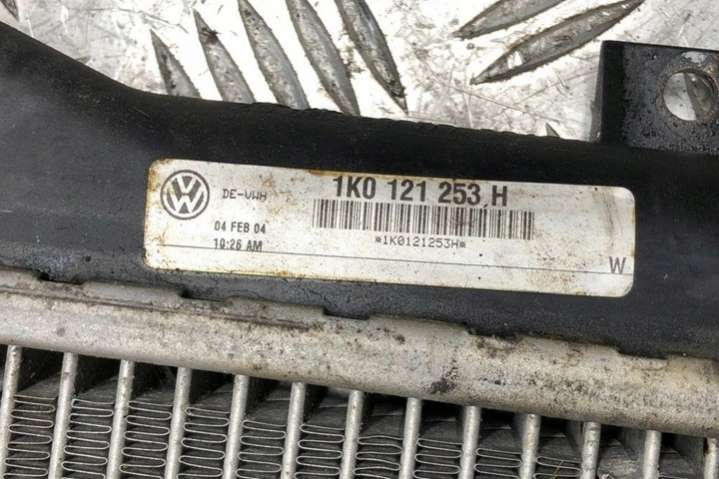 DE-VWH
1K0 121 253 H
04 FEB 04
10:26 AM
*1K0121253H*
W